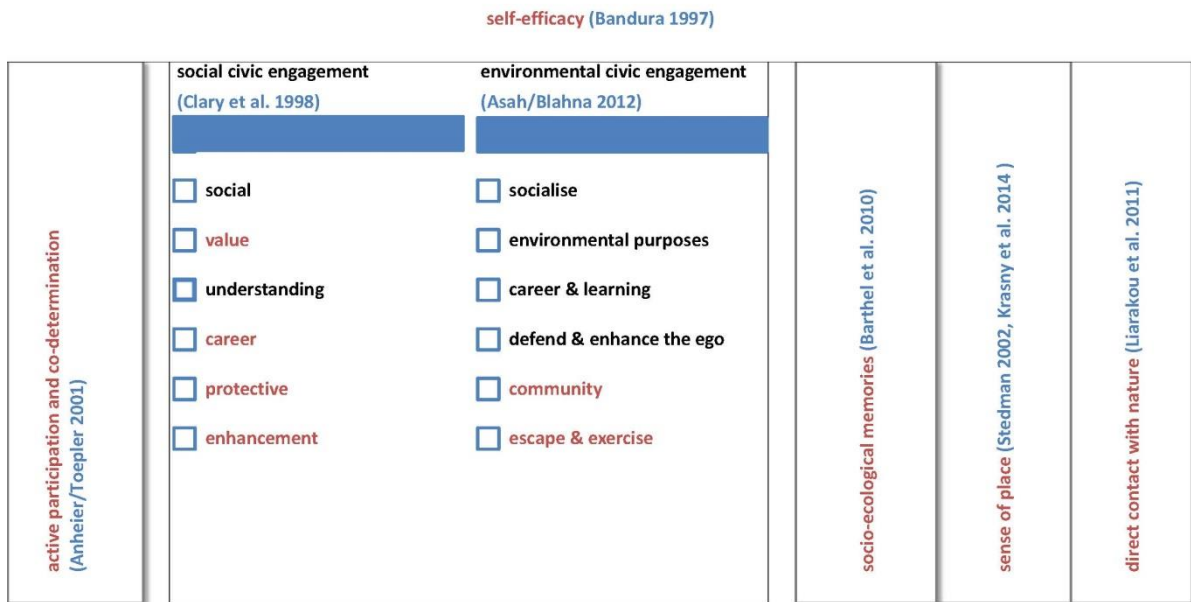 self-efficacy (Bandura 1997)
active participation and co-determination
(Anheier/Toepler 2001)
social civic engagement
(Clary et al. 1998)
social
value
understanding
career
protective
enhancement
environmental civic engagement
(Asah/Blahna 2012)
socialise
environmental purposes
career & learning
defend & enhance the ego
community
escape & exercise
socio-ecological memories (Barthel et al. 2010)
sense of place (Stedman 2002, Krasny et al. 2014 )
direct contact with nature (Liarakou et al. 2011)